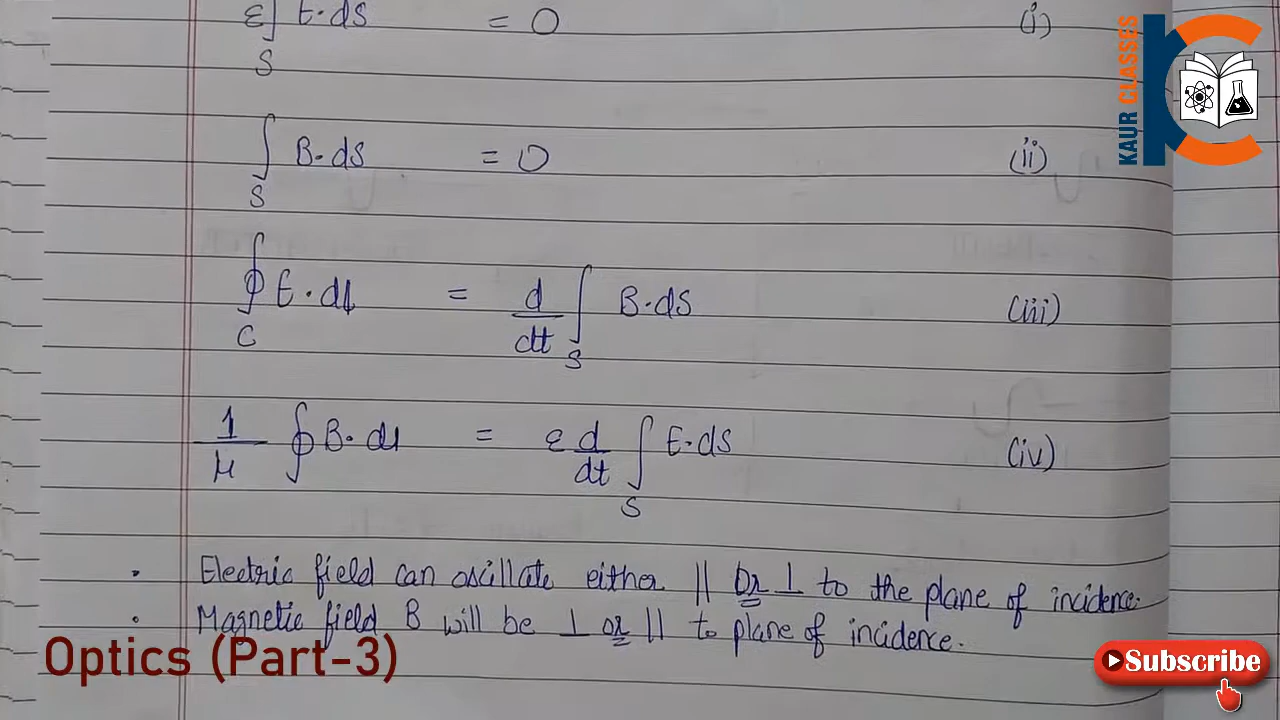 ε∫ E·ds = 0 (i)
S
∫ B·ds = 0 (ii)
S
∮ E·dl = d ∫ B·ds (iii)
C dt S
1 ∮ B·dl = ε d ∫ E·ds (iv)
μ dt S
· Electric field can oscillate either || or ⊥ to the plane of incidence.
· Magnetic field B will be ⊥ or || to plane of incidence.
Optics (Part-3)
KAUR CLASSES
Subscribe